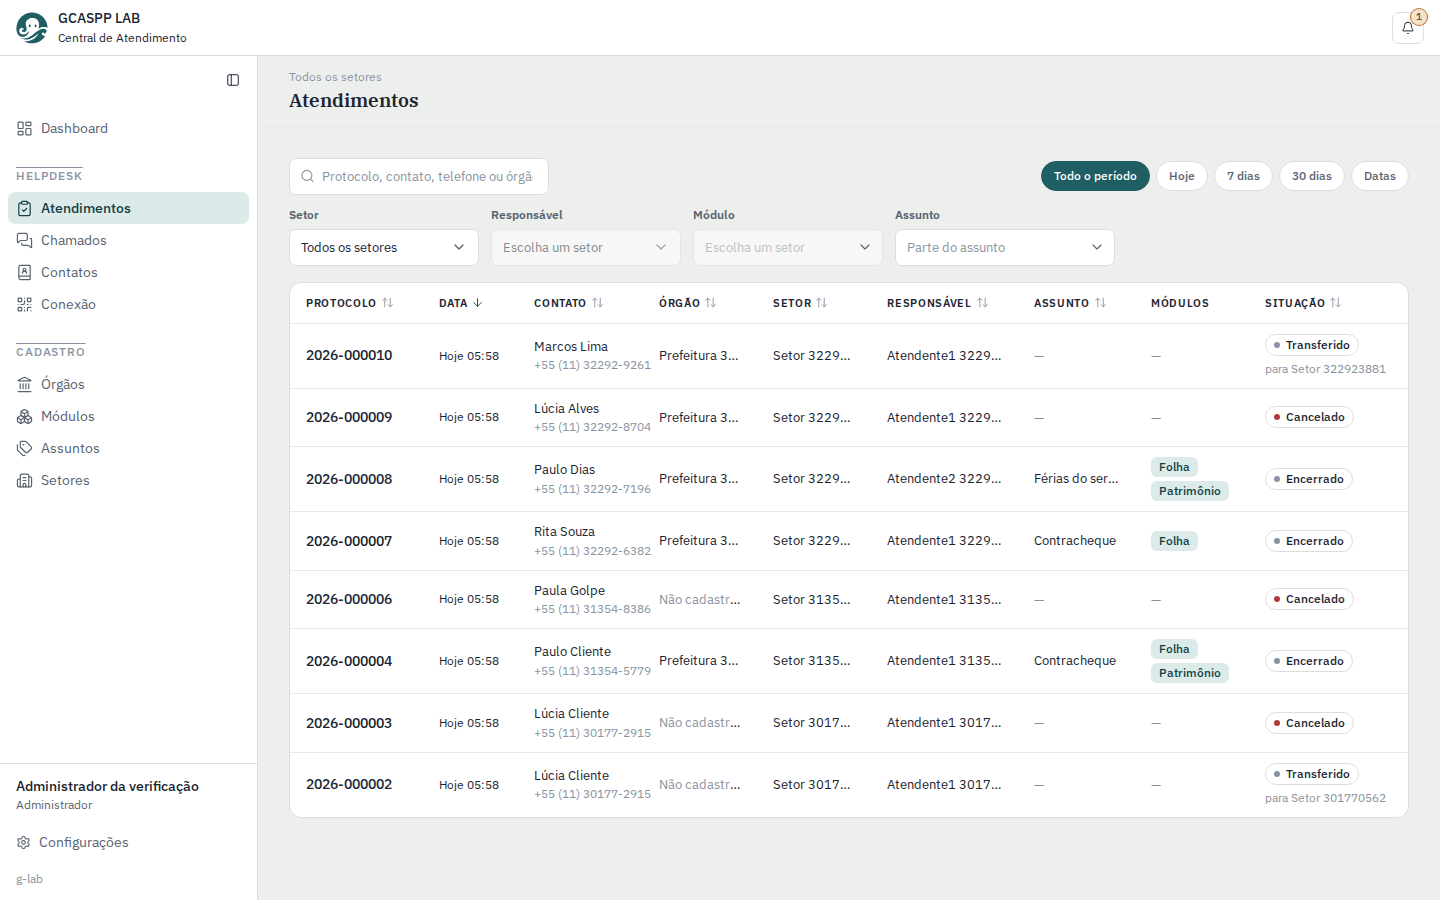 GCASPP LAB
Central de Atendimento
1
Todos os setores
Atendimentos
Dashboard
HELPDESK
Atendimentos
Chamados
Contatos
Conexão
CADASTRO
Órgãos
Módulos
Assuntos
Setores
Administrador da verificação
Administrador
Configurações
g-lab
Protocolo, contato, telefone ou órgã
Todo o período Hoje 7 dias 30 dias Datas
Setor Responsável Módulo Assunto
Todos os setores Escolha um setor Escolha um setor Parte do assunto
PROTOCOLO DATA CONTATO ÓRGÃO SETOR RESPONSÁVEL ASSUNTO MÓDULOS SITUAÇÃO
2026-000010 Hoje 05:58 Marcos Lima Prefeitura 3... Setor 3229... Atendente1 3229... — — Transferido
+55 (11) 32292-9261 para Setor 322923881
2026-000009 Hoje 05:58 Lúcia Alves Prefeitura 3... Setor 3229... Atendente1 3229... — — Cancelado
+55 (11) 32292-8704
2026-000008 Hoje 05:58 Paulo Dias Prefeitura 3... Setor 3229... Atendente2 3229... Férias do ser... Folha Encerrado
+55 (11) 32292-7196 Patrimônio
2026-000007 Hoje 05:58 Rita Souza Prefeitura 3... Setor 3229... Atendente1 3229... Contracheque Folha Encerrado
+55 (11) 32292-6382
2026-000006 Hoje 05:58 Paula Golpe Não cadastr... Setor 3135... Atendente1 3135... — — Cancelado
+55 (11) 31354-8386
2026-000004 Hoje 05:58 Paulo Cliente Prefeitura 3... Setor 3135... Atendente1 3135... Contracheque Folha Encerrado
+55 (11) 31354-5779 Patrimônio
2026-000003 Hoje 05:58 Lúcia Cliente Não cadastr... Setor 3017... Atendente1 3017... — — Cancelado
+55 (11) 30177-2915
2026-000002 Hoje 05:58 Lúcia Cliente Não cadastr... Setor 3017... Atendente1 3017... — — Transferido
+55 (11) 30177-2915 para Setor 301770562